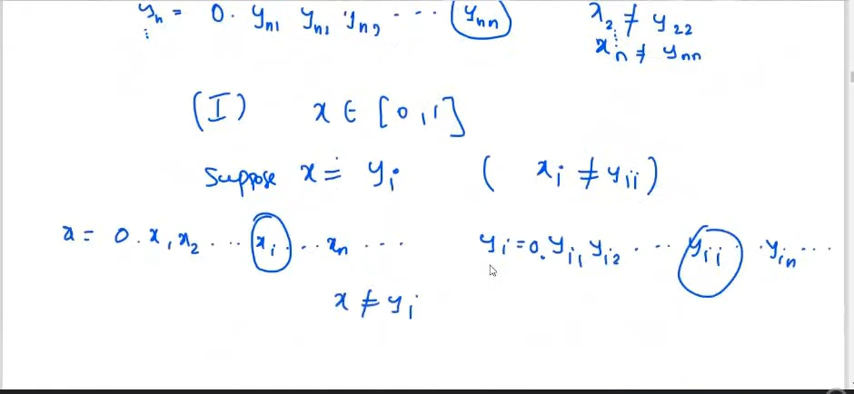 yn = 0. yn1 yn1 yn2 ... ynn x2 ≠ y22
⋮ xn ≠ ynn
(I) x ∈ [0,1]
Suppose x = yi ( xi ≠ yii )
x = 0. x1 x2 ... xi .. xn ... yi = 0. yi1 yi2 ... yii . yin ...
x ≠ yi